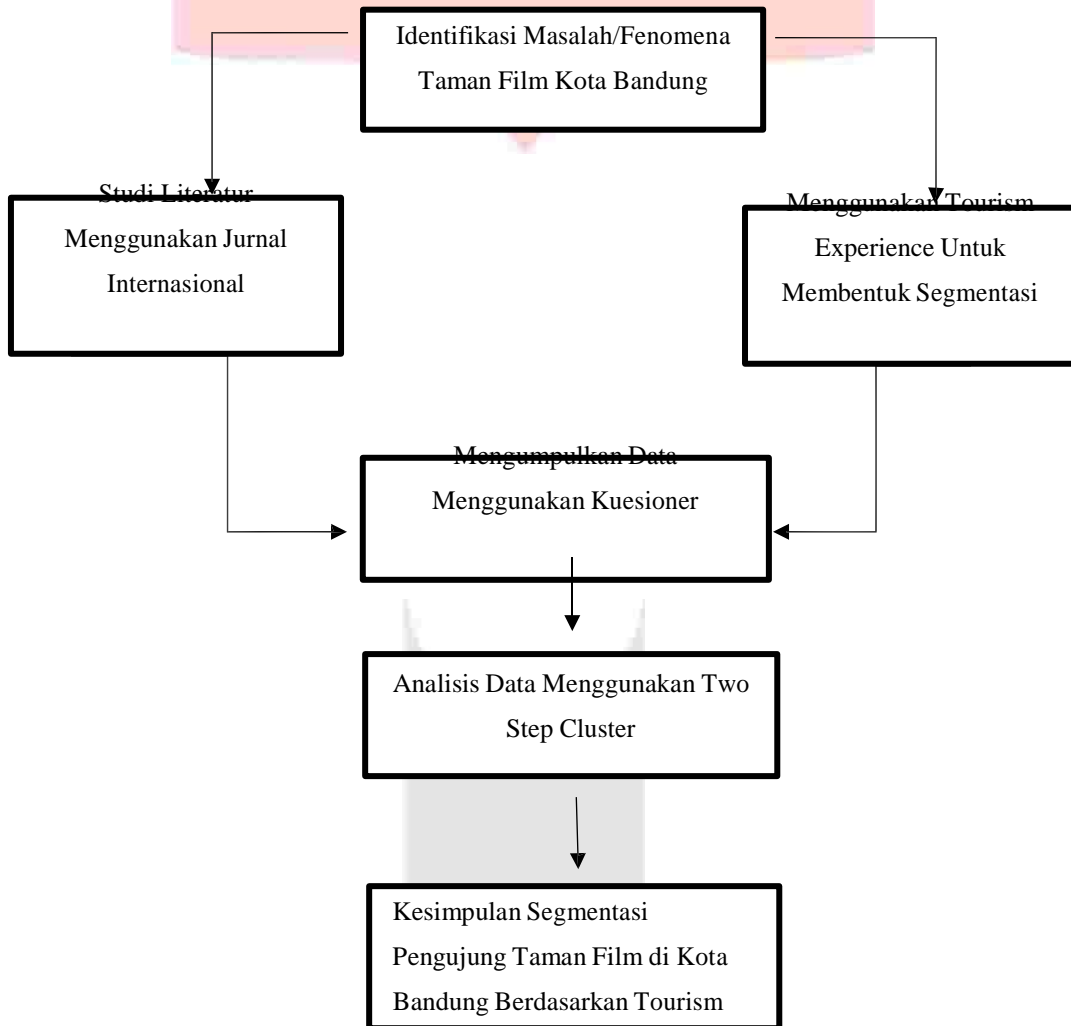 Identifikasi Masalah/Fenomena
Taman Film Kota Bandung
Studi Literatur
Menggunakan Jurnal
Internasional
Menggunakan Tourism
Experience Untuk
Membentuk Segmentasi
Mengumpulkan Data
Menggunakan Kuesioner
Analisis Data Menggunakan Two
Step Cluster
Kesimpulan Segmentasi
Pengujung Taman Film di Kota
Bandung Berdasarkan Tourism